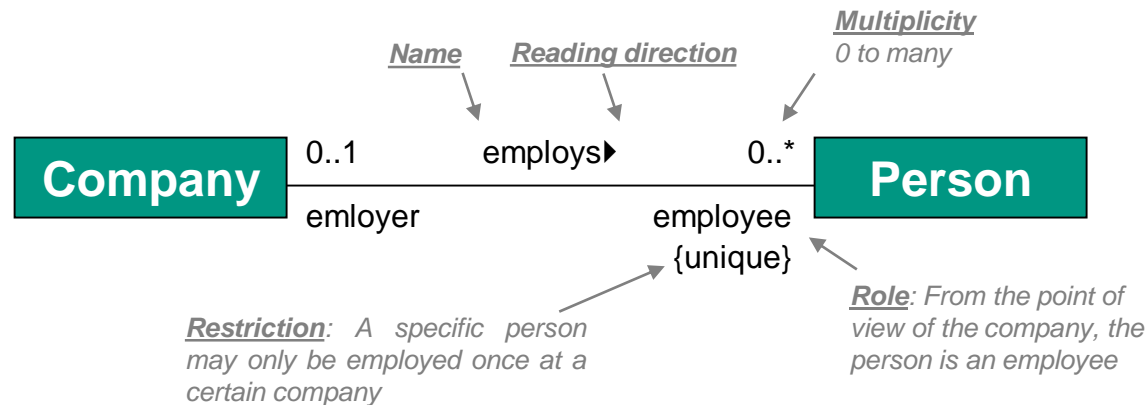 Multiplicity
0 to many
Name
Reading direction
0..1
employs
0..*
Company
Person
emloyer
employee
{unique}
Role: From the point of
view of the company, the
person is an employee
Restriction: A specific person
may only be employed once at a
certain company